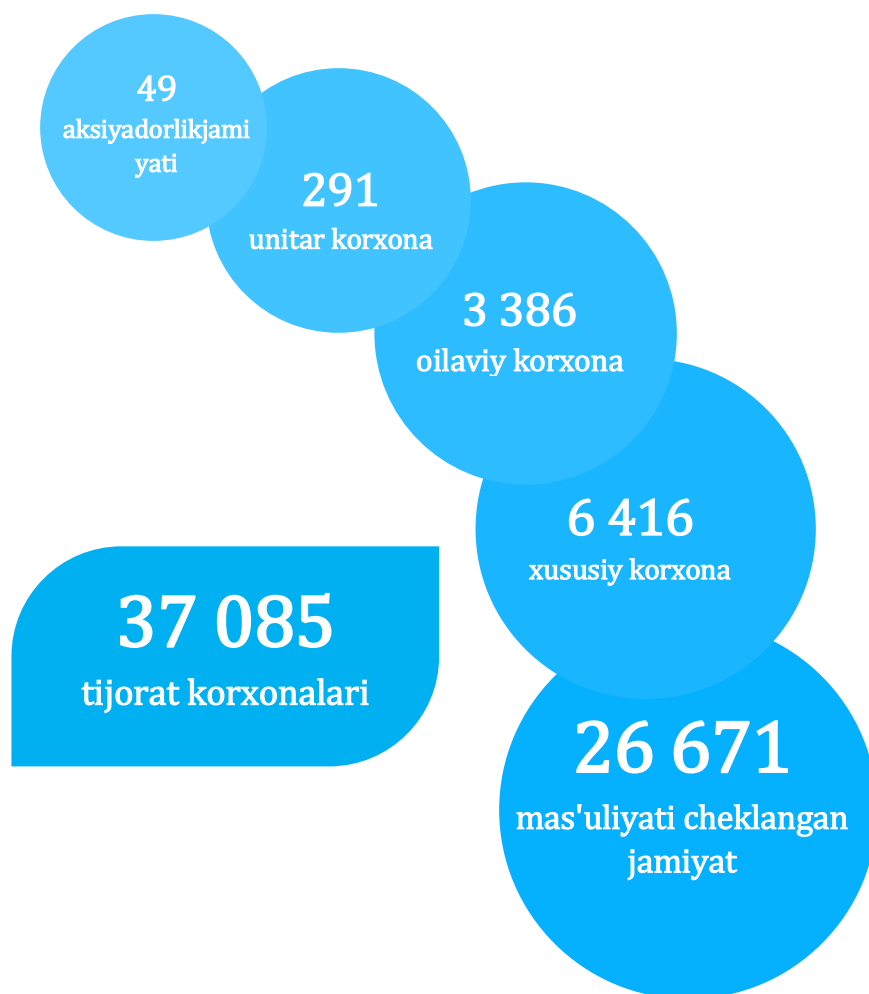 49
aksiyadorlikjami
yati
291
unitar korxona
3 386
oilaviy korxona
6 416
xususiy korxona
37 085
tijorat korxonalari
26 671
mas'uliyati cheklangan
jamiyat